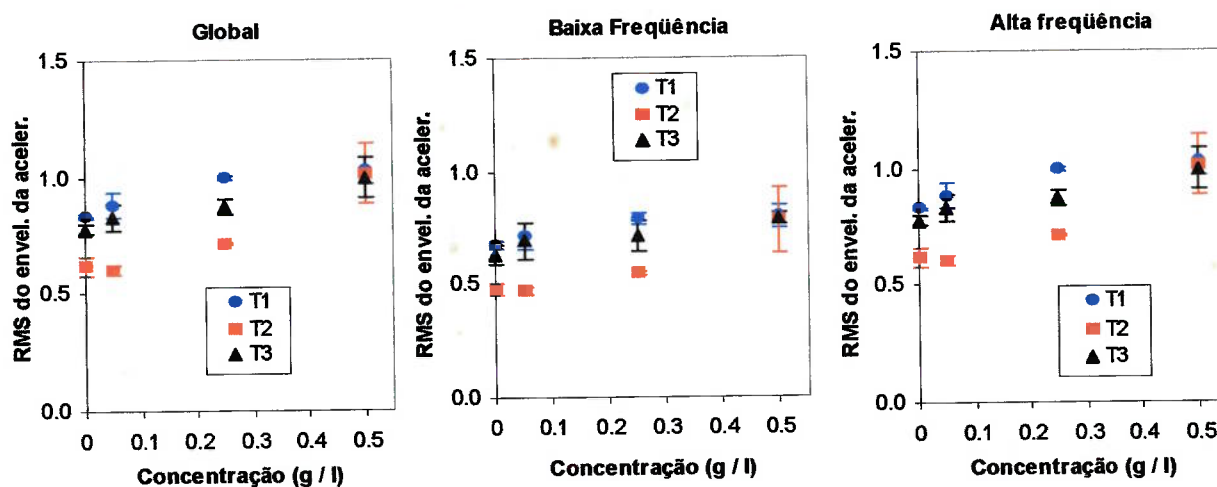 Global
RMS do envel. da aceler.
1.5
1.0
0.5
0.0
T1
T2
T3
0 0.1 0.2 0.3 0.4 0.5
Concentração (g / l)
Baixa Freqüência
RMS do envel. da aceler.
1.5
1.0
0.5
0.0
T1
T2
T3
0 0.1 0.2 0.3 0.4 0.5
Concentração (g / l)
Alta freqüência
RMS do envel. da aceler.
1.5
1.0
0.5
0.0
T1
T2
T3
0 0.1 0.2 0.3 0.4 0.5
Concentração (g / l)